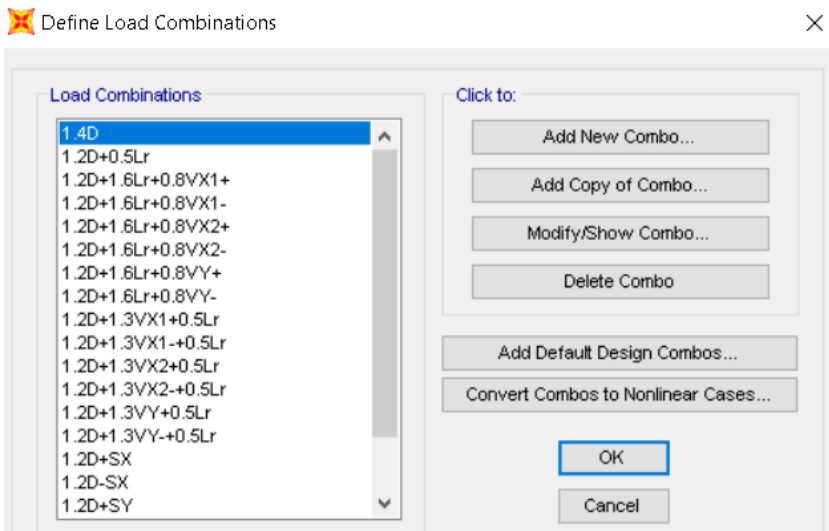 Define Load Combinations
Load Combinations
1.4D
1.2D+0.5Lr
1.2D+1.6Lr+0.8VX1+
1.2D+1.6Lr+0.8VX1-
1.2D+1.6Lr+0.8VX2+
1.2D+1.6Lr+0.8VX2-
1.2D+1.6Lr+0.8VY+
1.2D+1.6Lr+0.8VY-
1.2D+1.3VX1+0.5Lr
1.2D+1.3VX1-+0.5Lr
1.2D+1.3VX2+0.5Lr
1.2D+1.3VX2-+0.5Lr
1.2D+1.3VY+0.5Lr
1.2D+1.3VY-+0.5Lr
1.2D+SX
1.2D-SX
1.2D+SY
Click to:
Add New Combo...
Add Copy of Combo...
Modify/Show Combo...
Delete Combo
Add Default Design Combos...
Convert Combos to Nonlinear Cases...
OK
Cancel